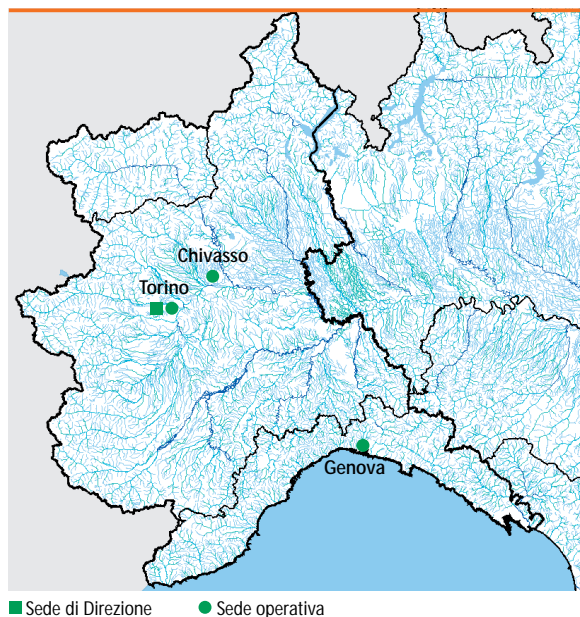 Chivasso
Torino
Genova
Sede di Direzione
Sede operativa